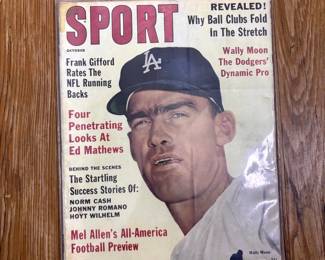 SPORT
OCTOBER
REVEALED!
Why Ball Clubs Fold
In The Stretch
Wally Moon
The Dodgers'
Dynamic Pro
Frank Gifford
Rates The
NFL Running
Backs
LA
Four
Penetrating
Looks At
Ed Mathews
BEHIND THE SCENES
The Startling
Success Stories Of:
NORM CASH
JOHNNY ROMANO
HOYT WILHELM
Mel Allen's All-America
Football Preview
Wally Moon